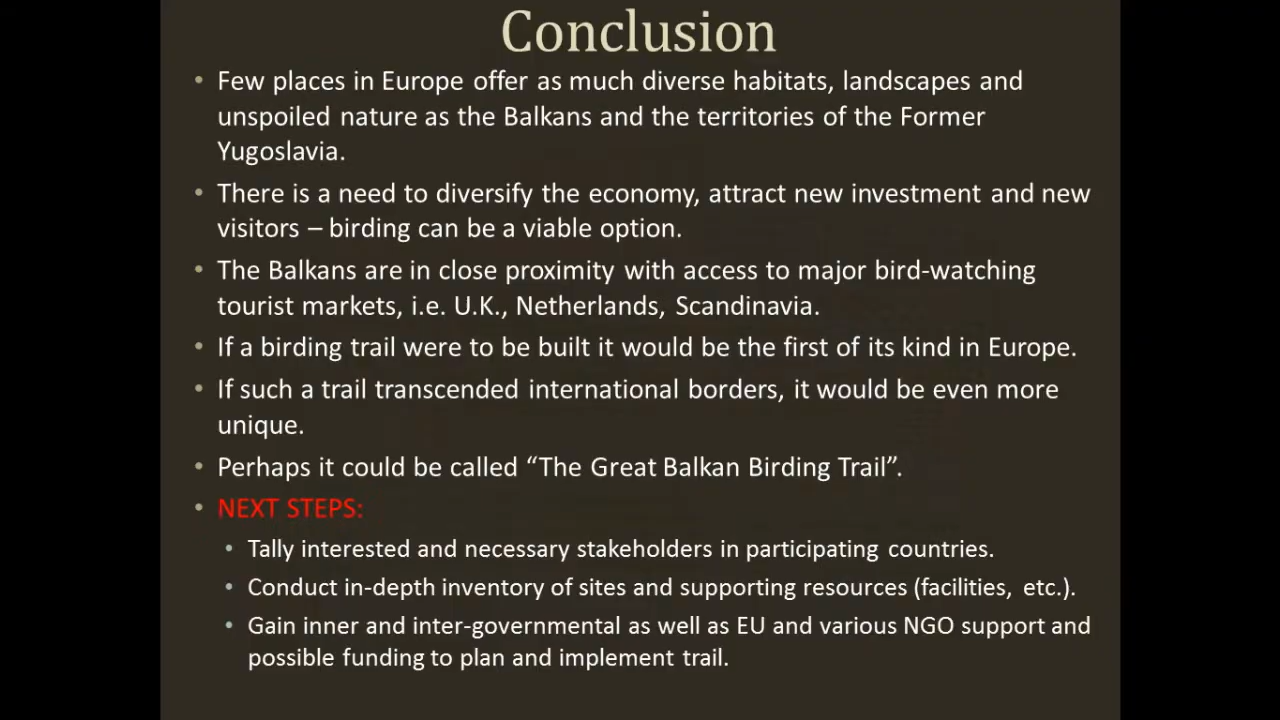 Conclusion
• Few places in Europe offer as much diverse habitats, landscapes and
unspoiled nature as the Balkans and the territories of the Former
Yugoslavia.
• There is a need to diversify the economy, attract new investment and new
visitors – birding can be a viable option.
• The Balkans are in close proximity with access to major bird-watching
tourist markets, i.e. U.K., Netherlands, Scandinavia.
• If a birding trail were to be built it would be the first of its kind in Europe.
• If such a trail transcended international borders, it would be even more
unique.
• Perhaps it could be called “The Great Balkan Birding Trail”.
• NEXT STEPS:
• Tally interested and necessary stakeholders in participating countries.
• Conduct in-depth inventory of sites and supporting resources (facilities, etc.).
• Gain inner and inter-governmental as well as EU and various NGO support and
possible funding to plan and implement trail.